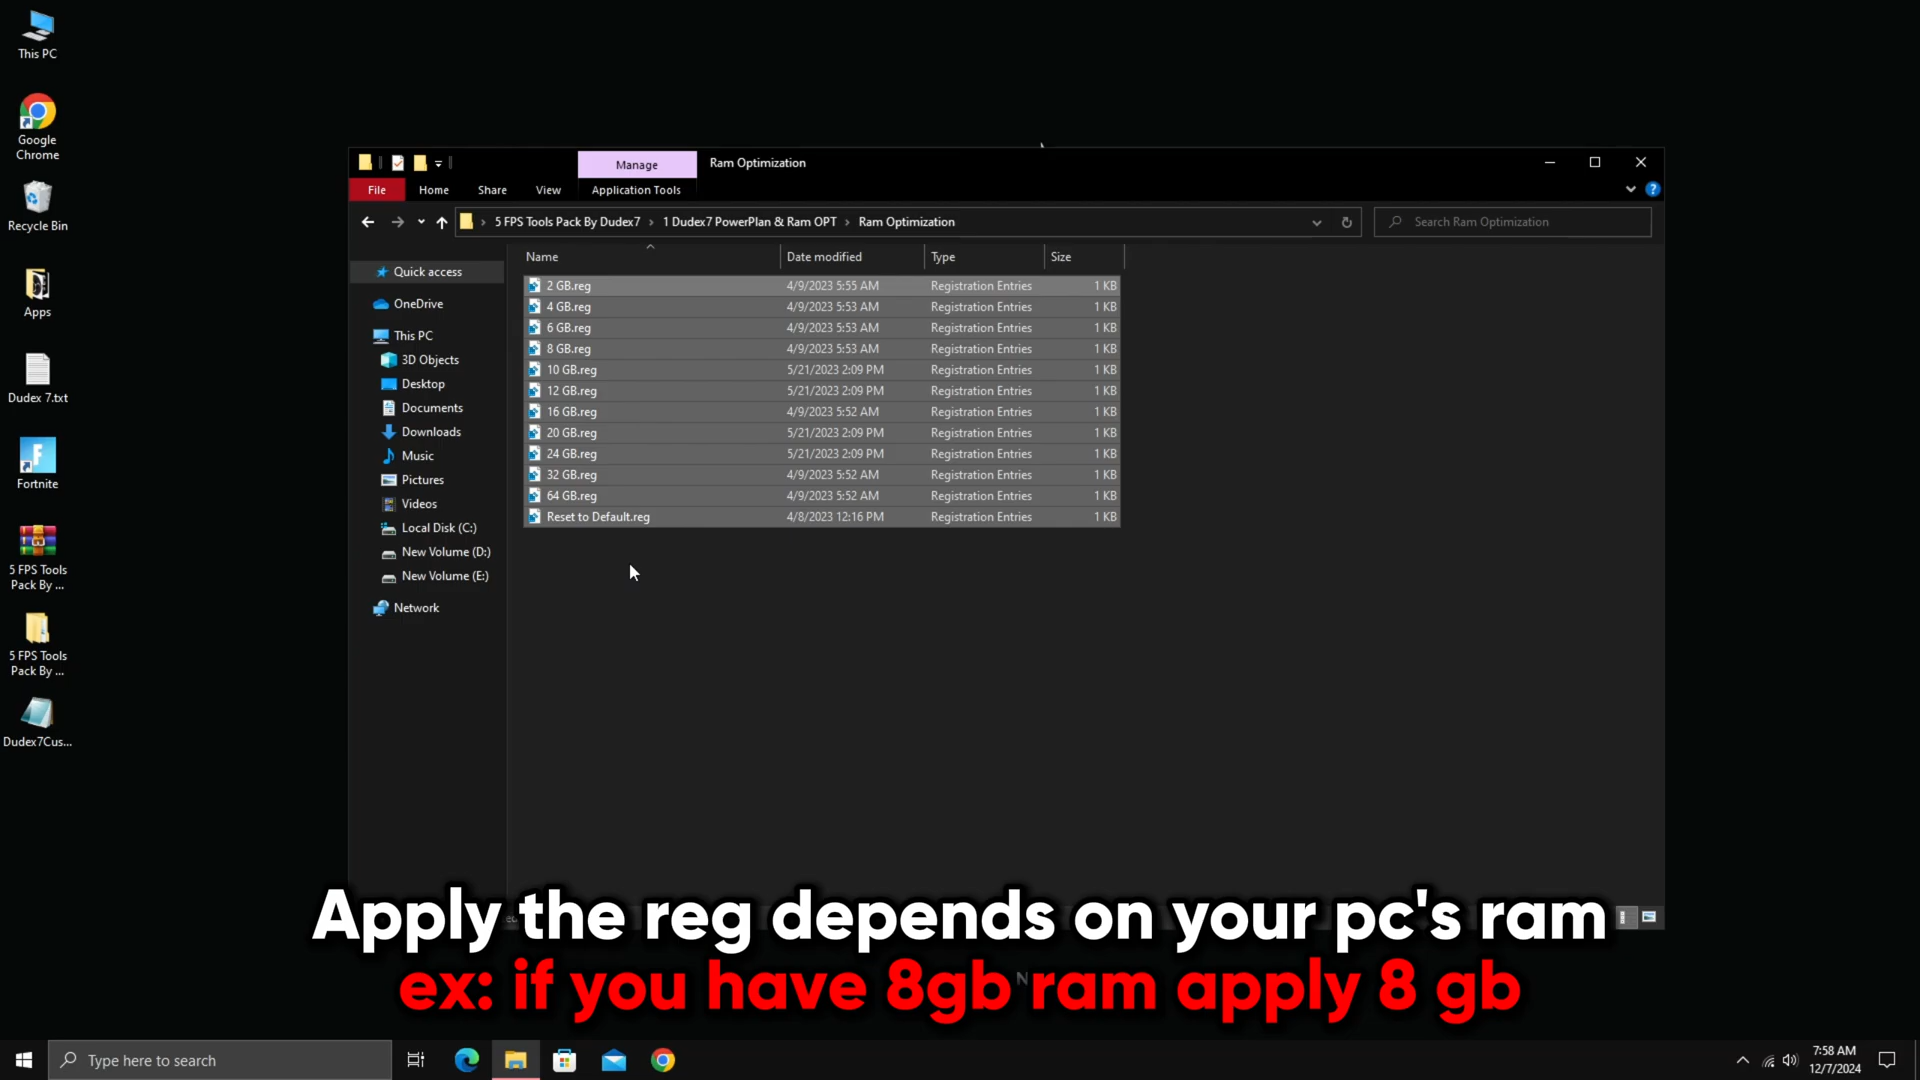 This PC
Google
Chrome
Recycle Bin
Apps
Dudex 7.txt
Fortnite
5 FPS Tools
Pack By ...
5 FPS Tools
Pack By ...
Dudex7Cus...
Manage
Ram Optimization
File
Home
Share
View
Application Tools
5 FPS Tools Pack By Dudex7 › 1 Dudex7 PowerPlan & Ram OPT › Ram Optimization
Search Ram Optimization
Quick access
OneDrive
This PC
3D Objects
Desktop
Documents
Downloads
Music
Pictures
Videos
Local Disk (C:)
New Volume (D:)
New Volume (E:)
Network
Name Date modified Type Size
2 GB.reg 4/9/2023 5:55 AM Registration Entries 1 KB
4 GB.reg 4/9/2023 5:53 AM Registration Entries 1 KB
6 GB.reg 4/9/2023 5:53 AM Registration Entries 1 KB
8 GB.reg 4/9/2023 5:53 AM Registration Entries 1 KB
10 GB.reg 5/21/2023 2:09 PM Registration Entries 1 KB
12 GB.reg 5/21/2023 2:09 PM Registration Entries 1 KB
16 GB.reg 4/9/2023 5:52 AM Registration Entries 1 KB
20 GB.reg 5/21/2023 2:09 PM Registration Entries 1 KB
24 GB.reg 5/21/2023 2:09 PM Registration Entries 1 KB
32 GB.reg 4/9/2023 5:52 AM Registration Entries 1 KB
64 GB.reg 4/9/2023 5:52 AM Registration Entries 1 KB
Reset to Default.reg 4/8/2023 12:16 PM Registration Entries 1 KB
Apply the reg depends on your pc's ram
ex: if you have 8gb ram apply 8 gb
Type here to search
7:58 AM
12/7/2024